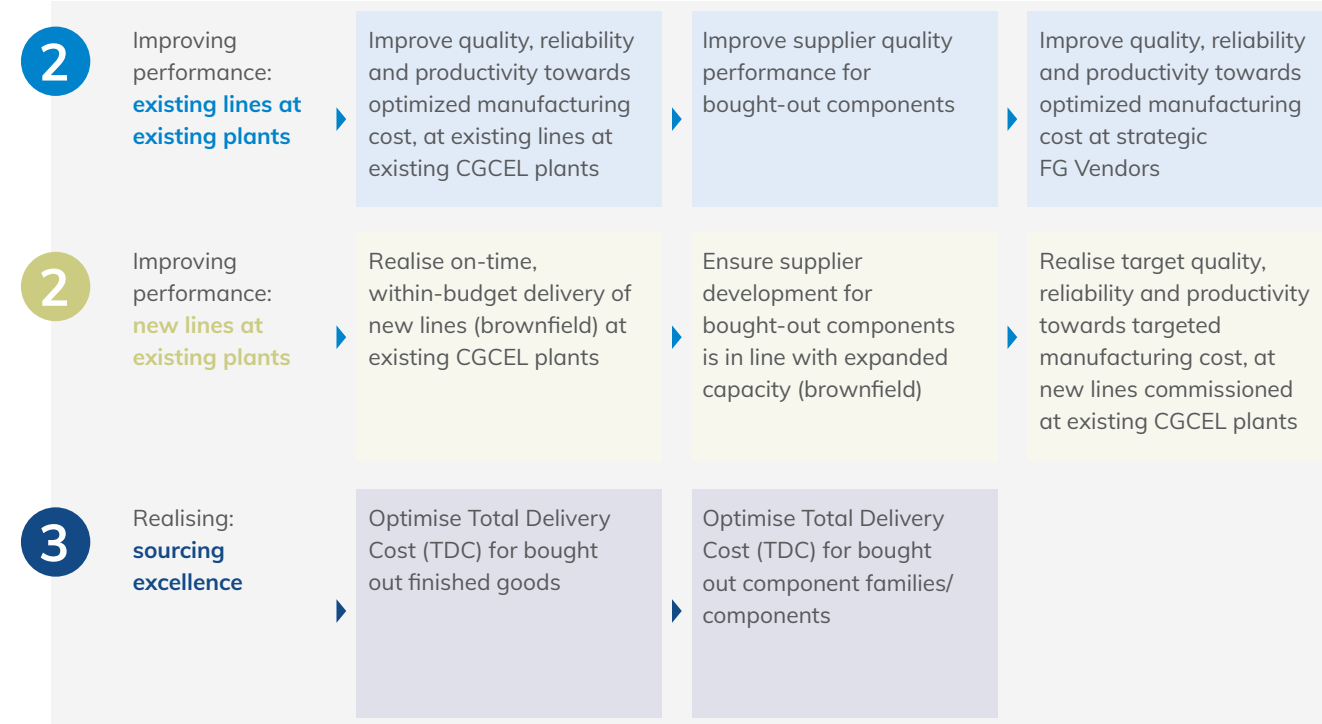 2
Improving
performance:
existing lines at
existing plants
Improve quality, reliability
and productivity towards
optimized manufacturing
cost, at existing lines at
existing CGCEL plants
Improve supplier quality
performance for
bought-out components
Improve quality, reliability
and productivity towards
optimized manufacturing
cost at strategic
FG Vendors
2
Improving
performance:
new lines at
existing plants
Realise on-time,
within-budget delivery of
new lines (brownfield) at
existing CGCEL plants
Ensure supplier
development for
bought-out components
is in line with expanded
capacity (brownfield)
Realise target quality,
reliability and productivity
towards targeted
manufacturing cost, at
new lines commissioned
at existing CGCEL plants
3
Realising:
sourcing
excellence
Optimise Total Delivery
Cost (TDC) for bought
out finished goods
Optimise Total Delivery
Cost (TDC) for bought
out component families/
components